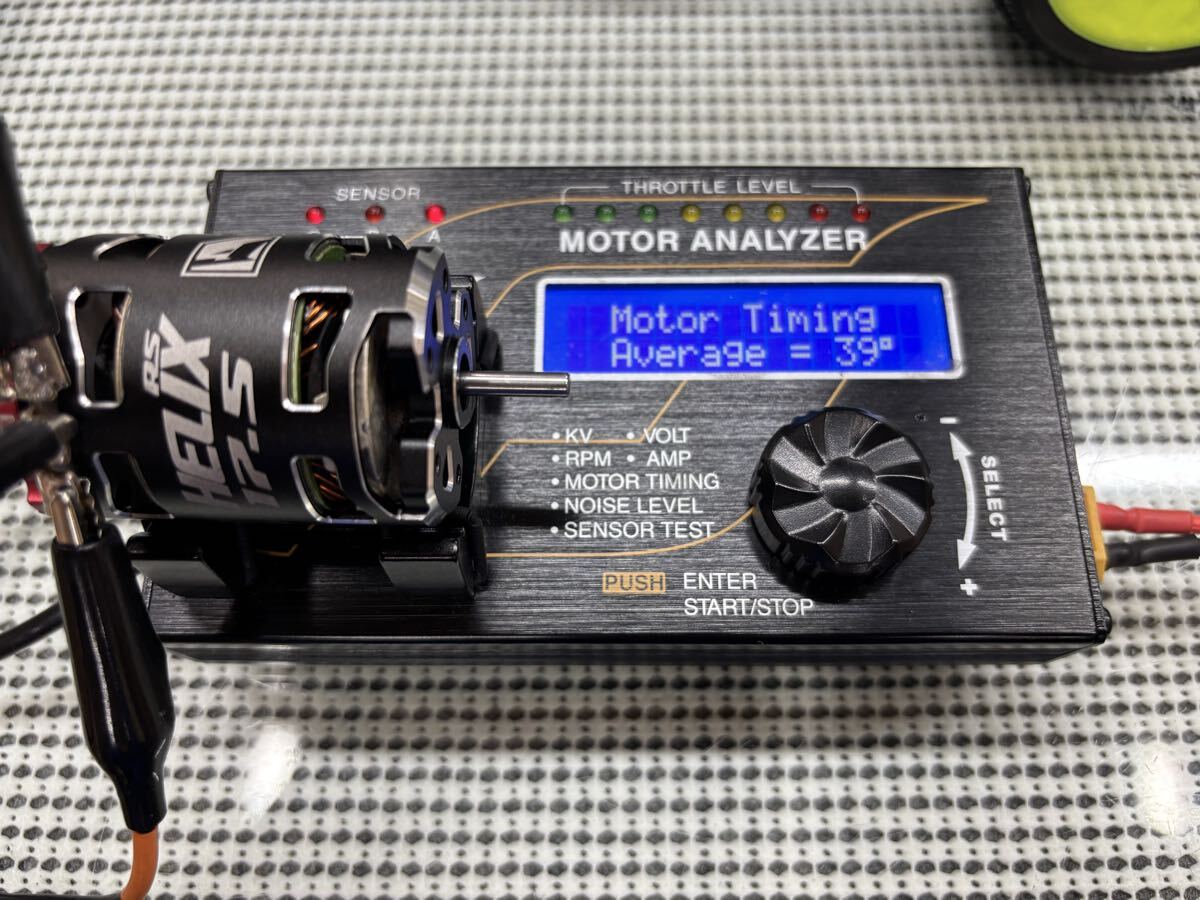 SENSOR
A
THROTTLE LEVEL
MOTOR ANALYZER
Motor Timing
Average = 39°
RS
HELIX
17.5
• KV • VOLT
• RPM • AMP
• MOTOR TIMING
• NOISE LEVEL
• SENSOR TEST
− SELECT +
PUSH ENTER
START/STOP